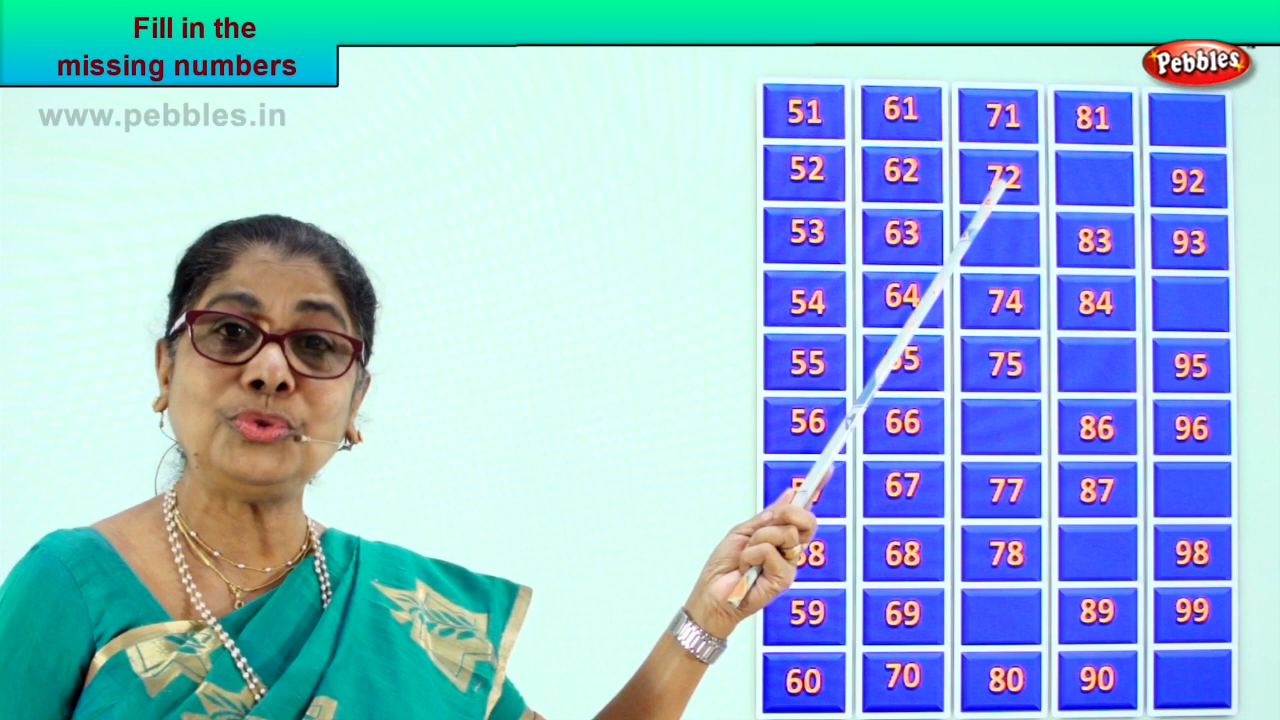 Fill in the
missing numbers
www.pebbles.in
Pebbles
51 61 71 81
52 62 72 92
53 63 83 93
54 64 74 84
55 75 95
56 66 86 96
67 77 87
68 78 98
59 69 89 99
60 70 80 90